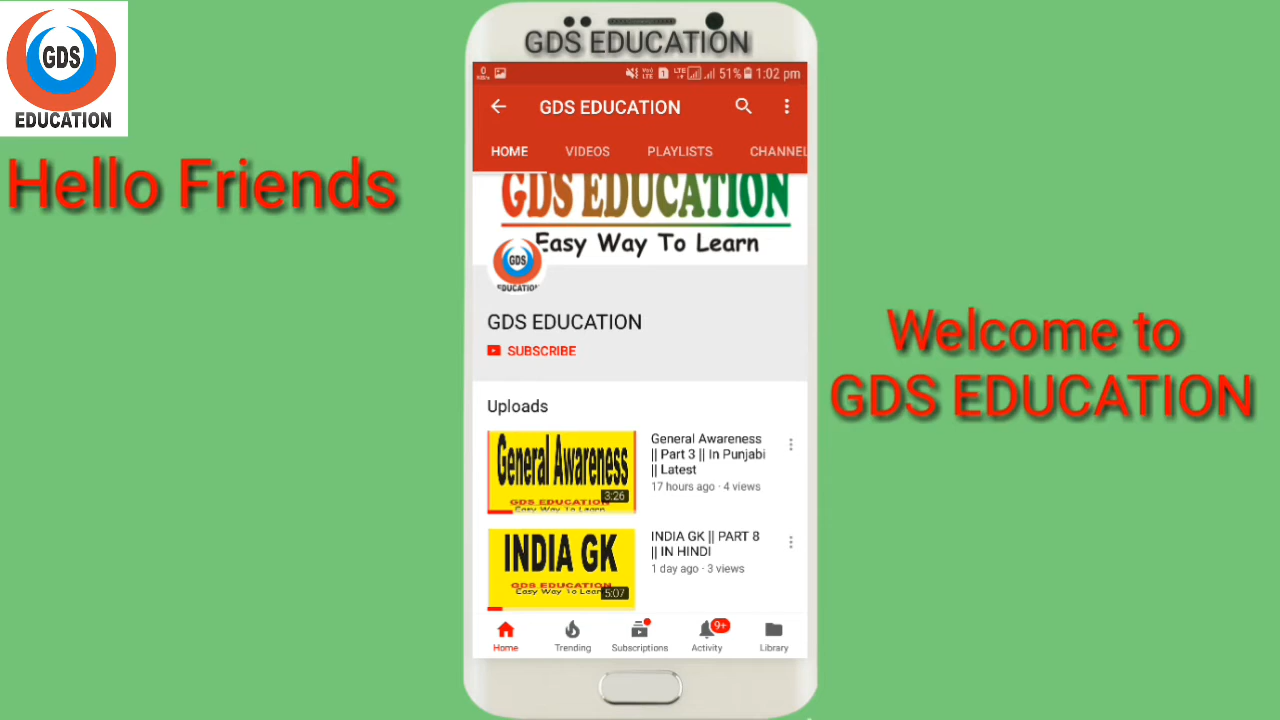 GDS
EDUCATION
Hello Friends
GDS EDUCATION
51% 1:02 pm
GDS EDUCATION
HOME VIDEOS PLAYLISTS CHANNEL
GDS EDUCATION
Easy Way To Learn
GDS
EDUCATION
GDS EDUCATION
SUBSCRIBE
Uploads
General Awareness
3:26
GDS EDUCATION
Easy Way To Learn
General Awareness
|| Part 3 || In Punjabi
|| Latest
17 hours ago · 4 views
INDIA GK
GDS EDUCATION
Easy Way To Lear
5:07
INDIA GK || PART 8
|| IN HINDI
1 day ago · 3 views
9+
Home Trending Subscriptions Activity Library
Welcome to
GDS EDUCATION